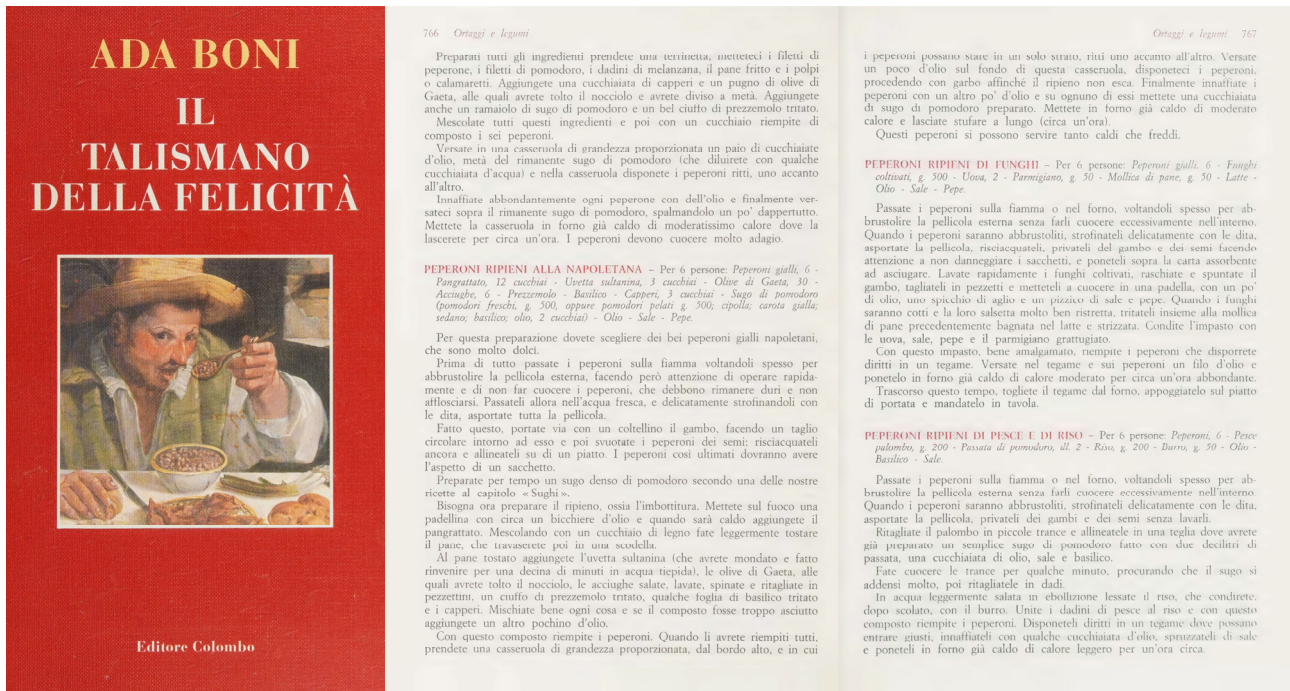 ADA BONI
IL
TALISMANO
DELLA FELICITÀ
Editore Colombo
766 Ortaggi e legumi
Preparati tutti gli ingredienti prendete una terrinetta, metteteci i filetti di
peperone, i filetti di pomodoro, i dadini di melanzana, il pane fritto e i polpi
o calamaretti. Aggiungete una cucchiaiata di capperi e un pugno di olive di
Gaeta, alle quali avrete tolto il nocciolo e avrete diviso a metà. Aggiungete
anche un ramaiolo di sugo di pomodoro e un bel ciuffo di prezzemolo tritato.
Mescolate tutti questi ingredienti e poi con un cucchiaio riempite di
composto i sei peperoni.
Versate in una casseruola di grandezza proporzionata un paio di cucchiaiate
d'olio, metà del rimanente sugo di pomodoro (che diluirete con qualche
cucchiaiata d'acqua) e nella casseruola disponete i peperoni ritti, uno accanto
all'altro.
Innaffiate abbondantemente ogni peperone con dell'olio e finalmente ver-
sateci sopra il rimanente sugo di pomodoro, spalmandolo un po' dappertutto.
Mettete la casseruola in forno già caldo di moderatissimo calore dove la
lascerete per circa un'ora. I peperoni devono cuocere molto adagio.
PEPERONI RIPIENI ALLA NAPOLETANA – Per 6 persone: Peperoni gialli, 6 -
Pangrattato, 12 cucchiai - Uvetta sultanina, 3 cucchiai - Olive di Gaeta, 30 -
Acciughe, 6 - Prezzemolo - Basilico - Capperi, 3 cucchiai - Sugo di pomodoro
(pomodori freschi, g. 500, oppure pomodori pelati g. 500; cipolla; carota gialla;
sedano; basilico; olio, 2 cucchiai) - Olio - Sale - Pepe.
Per questa preparazione dovete scegliere dei bei peperoni gialli napoletani,
che sono molto dolci.
Prima di tutto passate i peperoni sulla fiamma voltandoli spesso per
abbrustolire la pellicola esterna, facendo però attenzione di operare rapida-
mente e di non far cuocere i peperoni, che debbono rimanere duri e non
afflosciarsi. Passateli allora nell'acqua fresca, e delicatamente strofinandoli con
le dita, asportate tutta la pellicola.
Fatto questo, portate via con un coltellino il gambo, facendo un taglio
circolare intorno ad esso e poi svuotate i peperoni dei semi; risciacquateli
ancora e allineateli su di un piatto. I peperoni così ultimati dovranno avere
l'aspetto di un sacchetto.
Preparate per tempo un sugo denso di pomodoro secondo una delle nostre
ricette al capitolo « Sughi ».
Bisogna ora preparare il ripieno, ossia l'imbottitura. Mettete sul fuoco una
padellina con circa un bicchiere d'olio e quando sarà caldo aggiungete il
pangrattato. Mescolando con un cucchiaio di legno fate leggermente tostare
il pane, che travaserete poi in una scodella.
Al pane tostato aggiungete l'uvetta sultanina (che avrete mondato e fatto
rinvenire per una decina di minuti in acqua tiepida), le olive di Gaeta, alle
quali avrete tolto il nocciolo, le acciughe salate, lavate, spinate e ritagliate in
pezzettini, un ciuffo di prezzemolo tritato, qualche foglia di basilico tritato
e i capperi. Mischiate bene ogni cosa e se il composto fosse troppo asciutto
aggiungete un altro pochino d'olio.
Con questo composto riempite i peperoni. Quando li avrete riempiti tutti,
prendete una casseruola di grandezza proporzionata, dal bordo alto, e in cui
Ortaggi e legumi 767
i peperoni possano stare in un solo strato, ritti uno accanto all'altro. Versate
un poco d'olio sul fondo di questa casseruola, disponeteci i peperoni,
procedendo con garbo affinché il ripieno non esca. Finalmente innaffiate i
peperoni con un altro po' d'olio e su ognuno di essi mettete una cucchiaiata
di sugo di pomodoro preparato. Mettete in forno già caldo di moderato
calore e lasciate stufare a lungo (circa un'ora).
Questi peperoni si possono servire tanto caldi che freddi.
PEPERONI RIPIENI DI FUNGHI – Per 6 persone: Peperoni gialli, 6 - Funghi
coltivati, g. 500 - Uova, 2 - Parmigiano, g. 50 - Mollica di pane, g. 50 - Latte -
Olio - Sale - Pepe.
Passate i peperoni sulla fiamma o nel forno, voltandoli spesso per ab-
brustolire la pellicola esterna senza farli cuocere eccessivamente nell'interno.
Quando i peperoni saranno abbrustoliti, strofinateli delicatamente con le dita,
asportate la pellicola, risciacquateli, privateli del gambo e dei semi facendo
attenzione a non danneggiare i sacchetti, e poneteli sopra la carta assorbente
ad asciugare. Lavate rapidamente i funghi coltivati, raschiate e spuntate il
gambo, tagliateli in pezzetti e metteteli a cuocere in una padella, con un po'
di olio, uno spicchio di aglio e un pizzico di sale e pepe. Quando i funghi
saranno cotti e la loro salsetta molto ben ristretta, tritateli insieme alla mollica
di pane precedentemente bagnata nel latte e strizzata. Condite l'impasto con
le uova, sale, pepe e il parmigiano grattugiato.
Con questo impasto, bene amalgamato, riempite i peperoni che disporrete
diritti in un tegame. Versate nel tegame e sui peperoni un filo d'olio e
ponetelo in forno già caldo di calore moderato per circa un'ora abbondante.
Trascorso questo tempo, togliete il tegame dal forno, appoggiatelo sul piatto
di portata e mandatelo in tavola.
PEPERONI RIPIENI DI PESCE E DI RISO – Per 6 persone: Peperoni, 6 - Pesce
palombo, g. 200 - Passata di pomodoro, dl. 2 - Riso, g. 200 - Burro, g. 50 - Olio -
Basilico - Sale.
Passate i peperoni sulla fiamma o nel forno, voltandoli spesso per ab-
brustolire la pellicola esterna senza farli cuocere eccessivamente nell'interno.
Quando i peperoni saranno abbrustoliti, strofinateli delicatamente con le dita,
asportate la pellicola, privateli dei gambi e dei semi senza lavarli.
Ritagliate il palombo in piccole trance e allineatele in una teglia dove avrete
già preparato un semplice sugo di pomodoro fatto con due decilitri di
passata, una cucchiaiata di olio, sale e basilico.
Fate cuocere le trance per qualche minuto, procurando che il sugo si
addensi molto, poi ritagliatele in dadi.
In acqua leggermente salata in ebollizione lessate il riso, che condirete,
dopo scolato, con il burro. Unite i dadini di pesce al riso e con questo
composto riempite i peperoni. Disponeteli diritti in un tegame dove possano
entrare giusti, innaffiateli con qualche cucchiaiata d'olio, spruzzateli di sale
e poneteli in forno già caldo di calore leggero per un'ora circa.